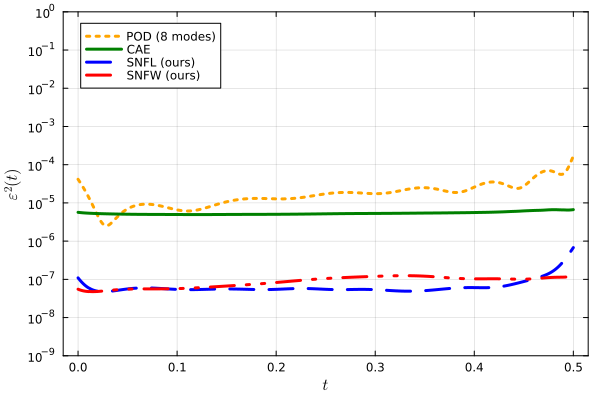 10⁰
10⁻¹
10⁻²
10⁻³
10⁻⁴
10⁻⁵
10⁻⁶
10⁻⁷
10⁻⁸
10⁻⁹
ε²(t)
POD (8 modes)
CAE
SNFL (ours)
SNFW (ours)
0.0 0.1 0.2 0.3 0.4 0.5
t